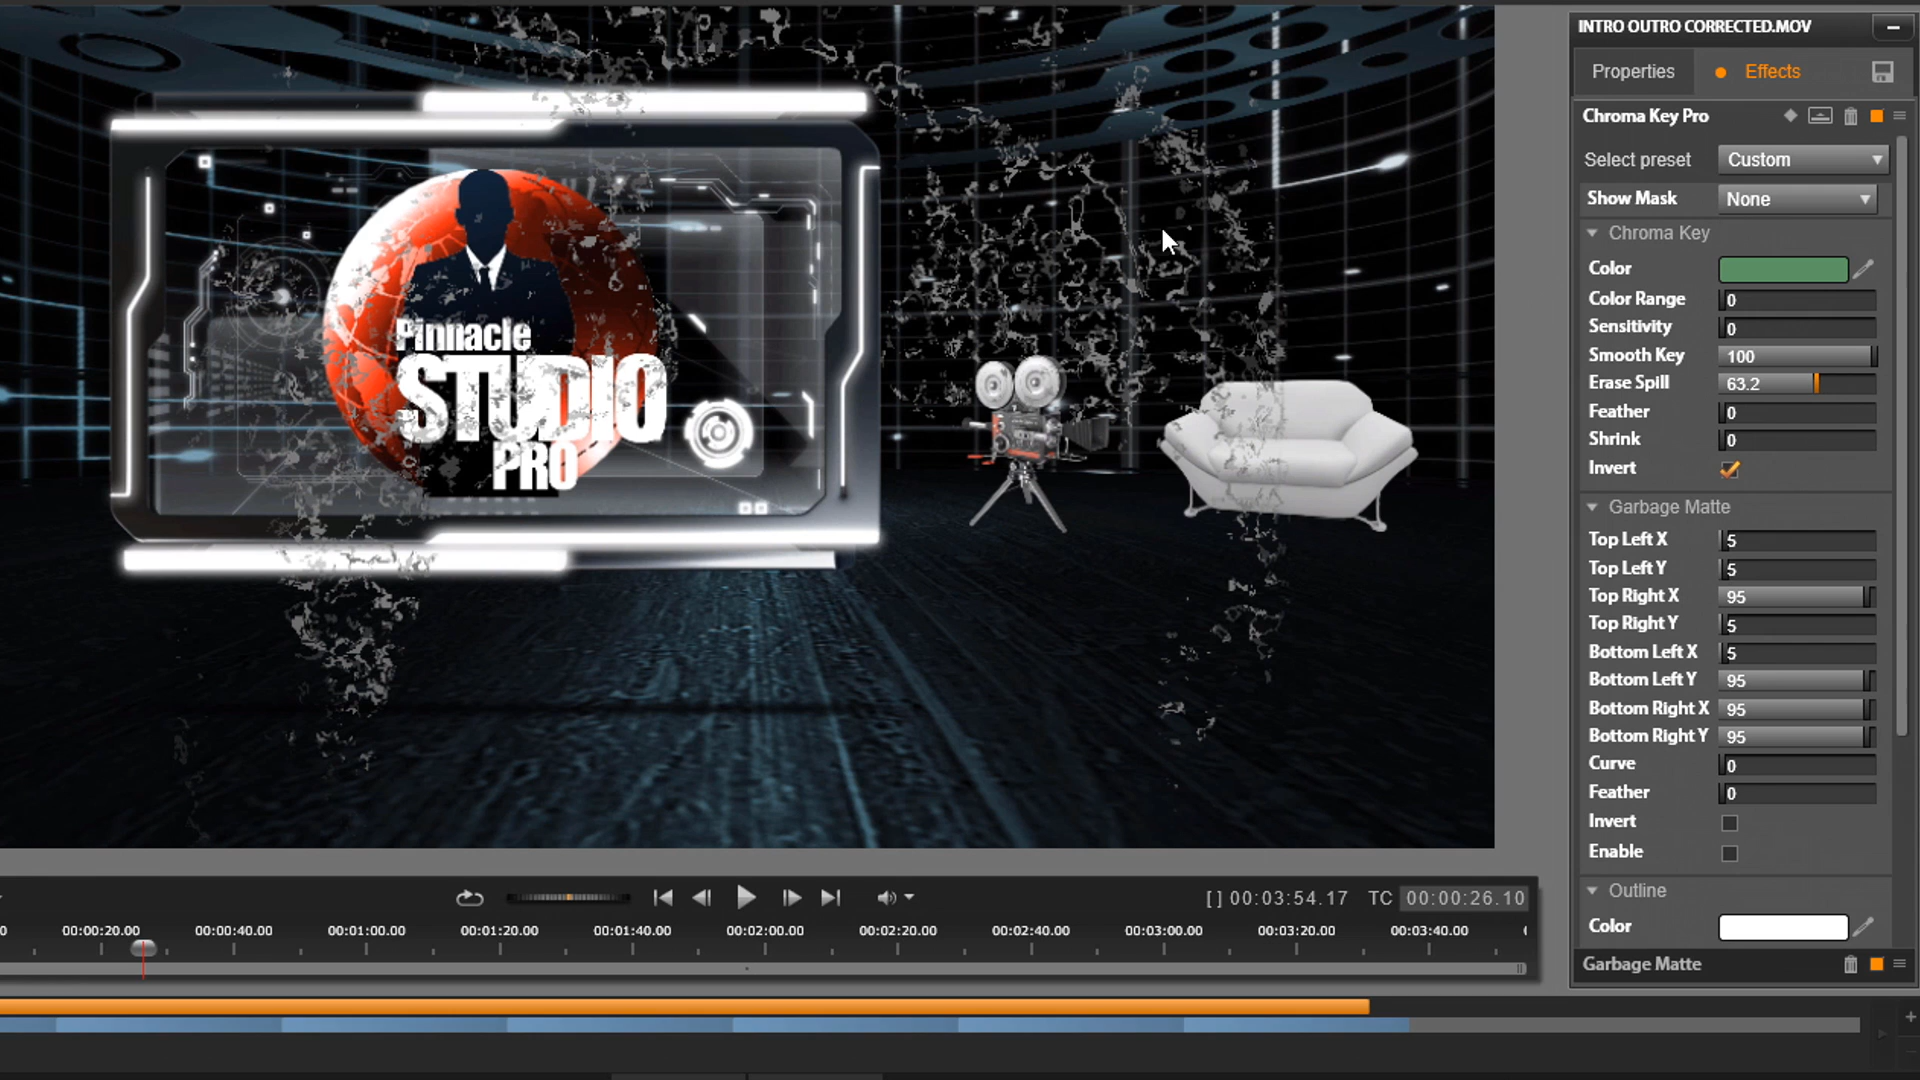 INTRO OUTRO CORRECTED.MOV
Properties
Effects
Chroma Key Pro
Select preset Custom
Show Mask None
Chroma Key
Color
Color Range 0
Sensitivity 0
Smooth Key 100
Erase Spill 63.2
Feather 0
Shrink 0
Invert
Garbage Matte
Top Left X 5
Top Left Y 5
Top Right X 95
Top Right Y 5
Bottom Left X 5
Bottom Left Y 95
Bottom Right X 95
Bottom Right Y 95
Curve 0
Feather 0
Invert
Enable
Outline
Color
Garbage Matte
Pinnacle
STUDIO
PRO
[] 00:03:54.17 TC 00:00:26.10
0 00:00:20.00 00:00:40.00 00:01:00.00 00:01:20.00 00:01:40.00 00:02:00.00 00:02:20.00 00:02:40.00 00:03:00.00 00:03:20.00 00:03:40.00